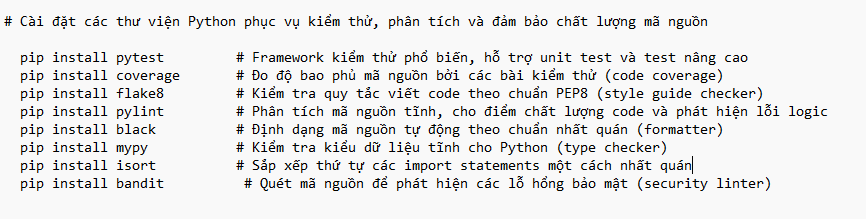 # Cài đặt các thư viện Python phục vụ kiểm thử, phân tích và đảm bảo chất lượng mã nguồn
pip install pytest # Framework kiểm thử phổ biến, hỗ trợ unit test và test nâng cao
pip install coverage # Đo độ bao phủ mã nguồn bởi các bài kiểm thử (code coverage)
pip install flake8 # Kiểm tra quy tắc viết code theo chuẩn PEP8 (style guide checker)
pip install pylint # Phân tích mã nguồn tĩnh, cho điểm chất lượng code và phát hiện lỗi logic
pip install black # Định dạng mã nguồn tự động theo chuẩn nhất quán (formatter)
pip install mypy # Kiểm tra kiểu dữ liệu tĩnh cho Python (type checker)
pip install isort # Sắp xếp thứ tự các import statements một cách nhất quán
pip install bandit # Quét mã nguồn để phát hiện các lỗ hổng bảo mật (security linter)